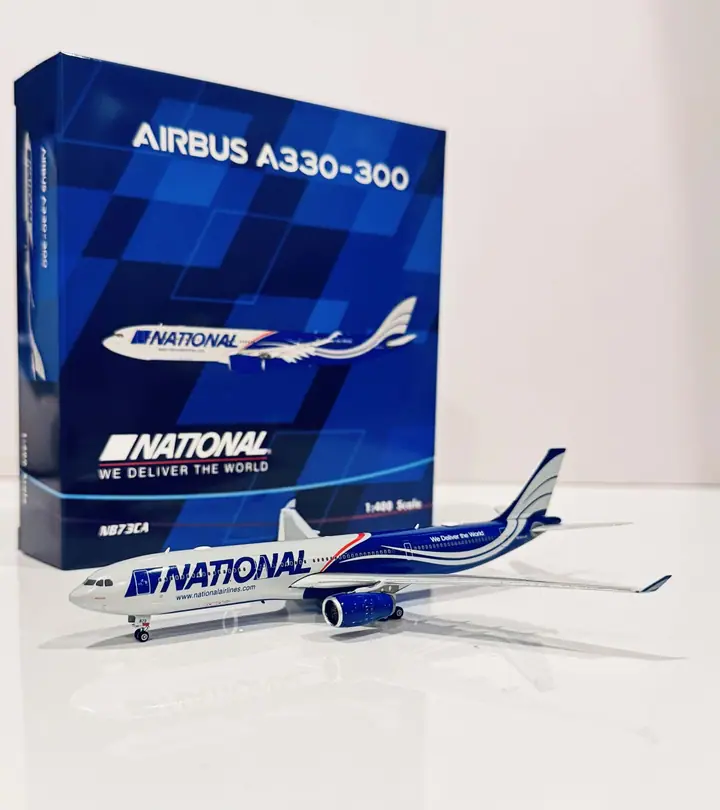 AIRBUS A330-300
NATIONAL
NATIONAL
WE DELIVER THE WORLD
1:400 Scale
N873CA
We Deliver the World
NATIONAL
www.nationalairlines.com